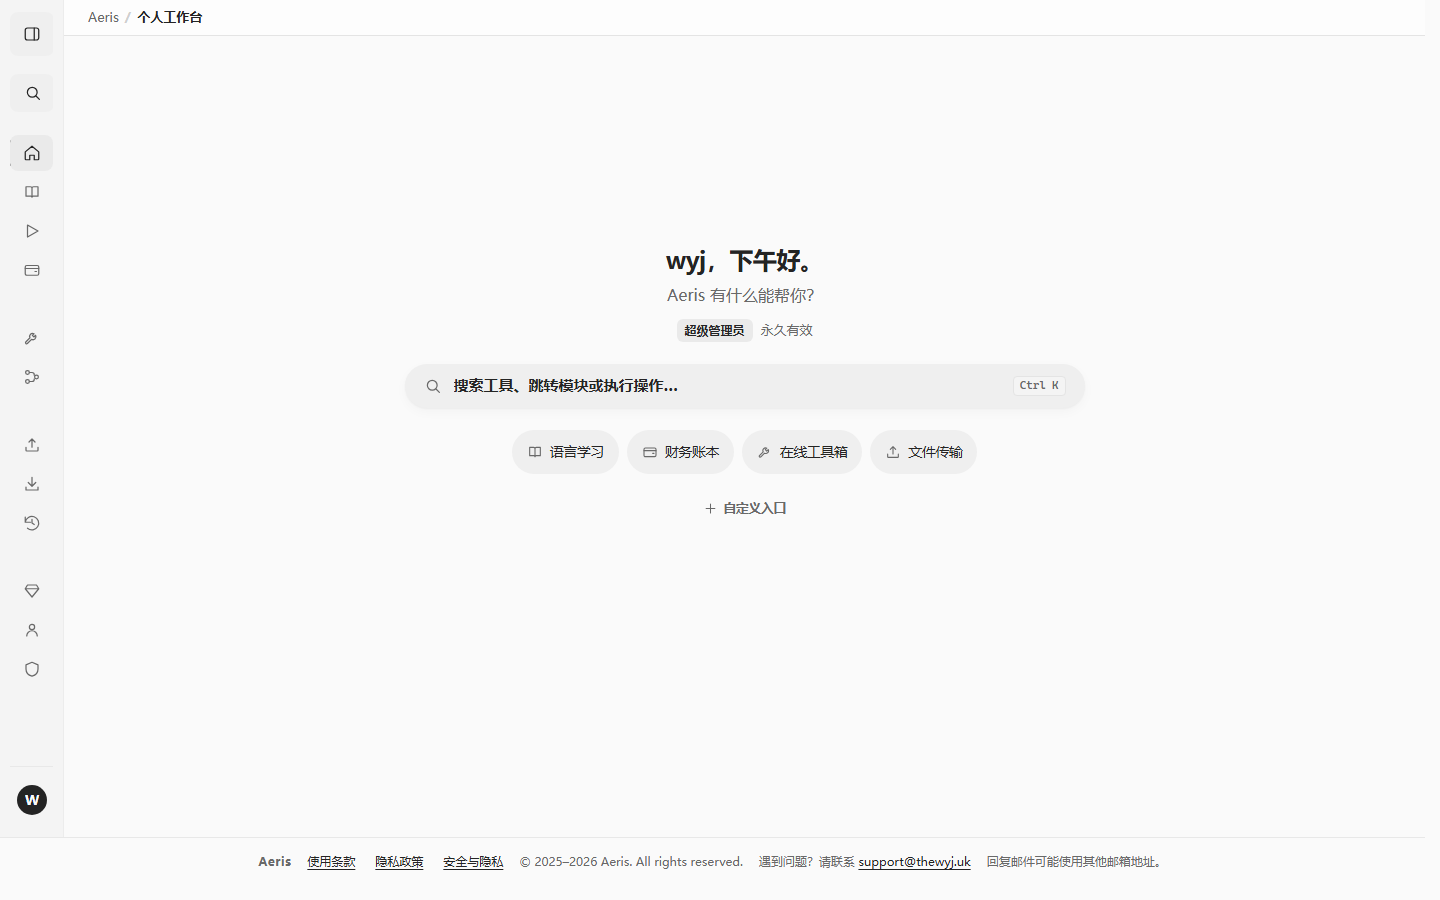 Aeris / 个人工作台
wyj，下午好。
Aeris 有什么能帮你？
超级管理员 永久有效
搜索工具、跳转模块或执行操作... Ctrl K
语言学习 财务账本 在线工具箱 文件传输
+ 自定义入口
W
Aeris 使用条款 隐私政策 安全与隐私 © 2025–2026 Aeris. All rights reserved. 遇到问题？请联系 support@thewyj.uk 回复邮件可能使用其他邮箱地址。